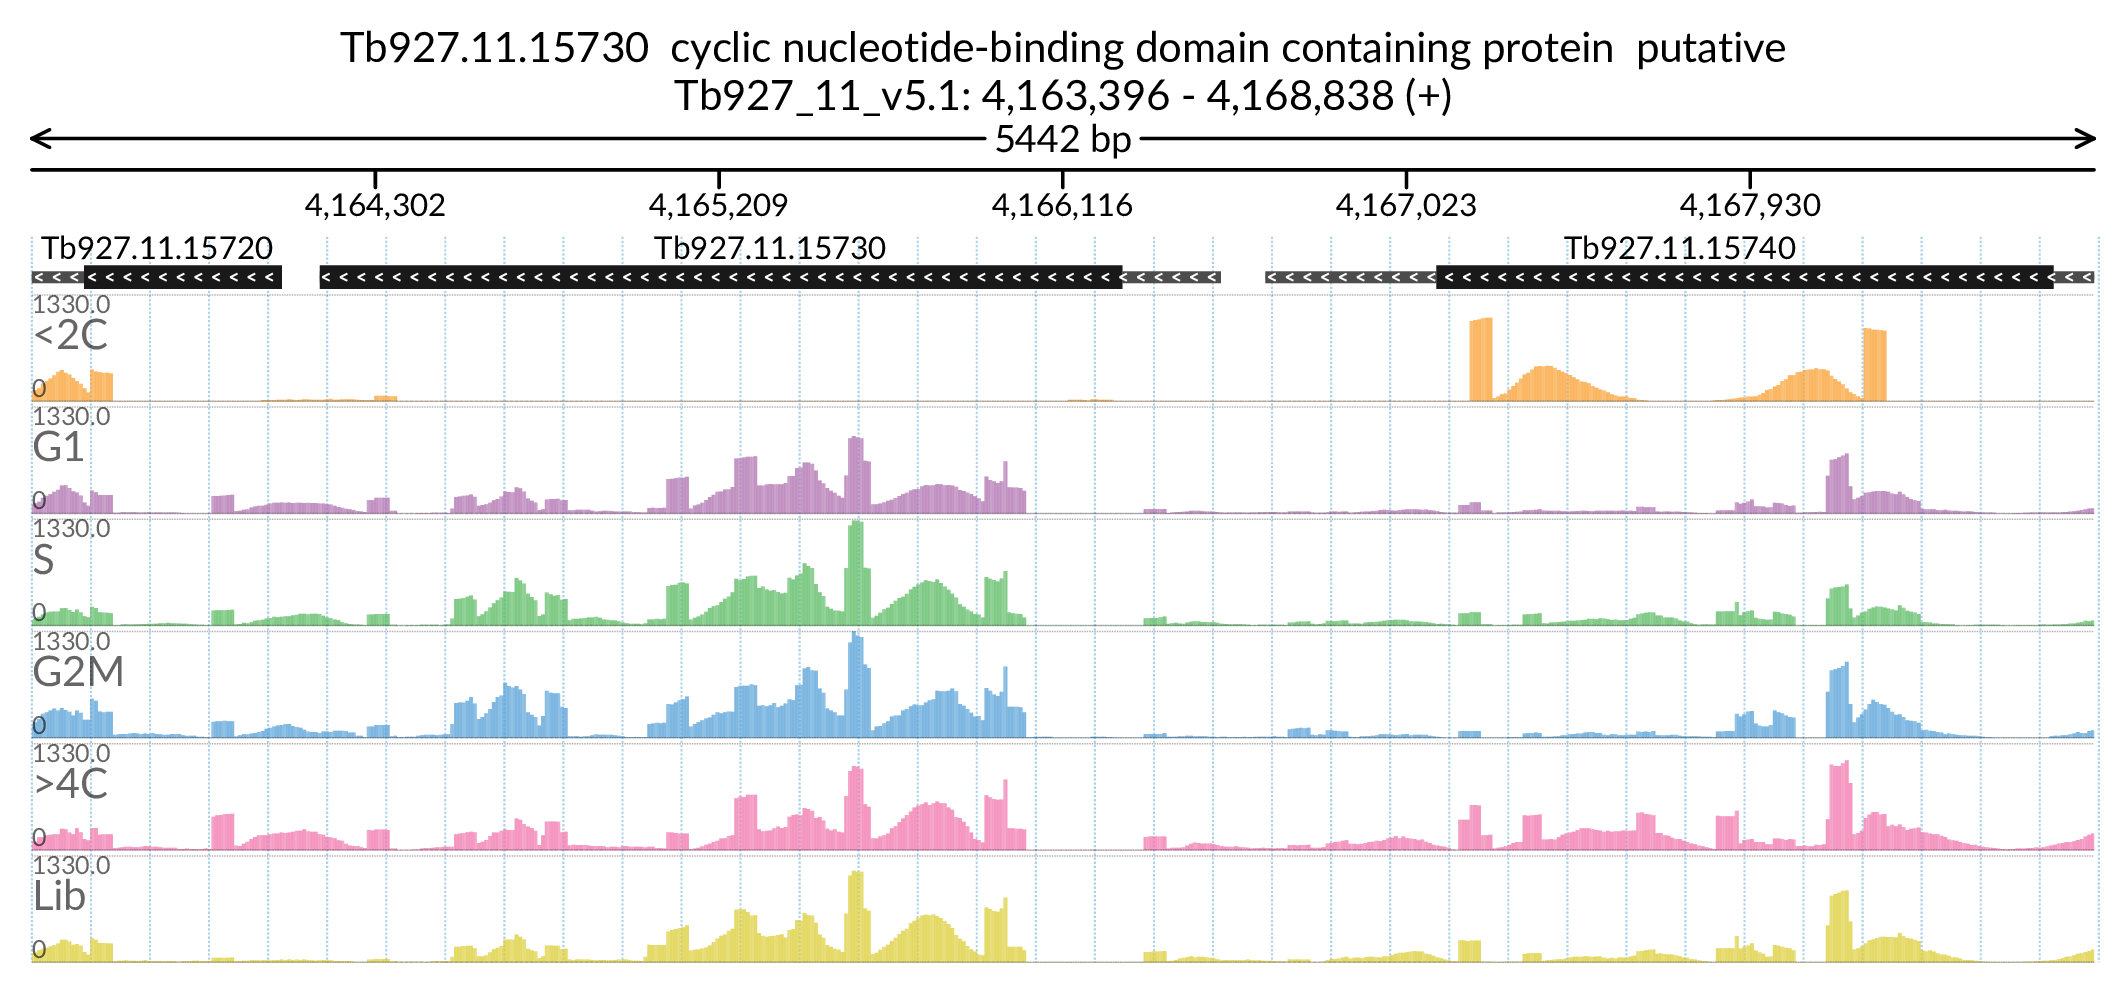 Tb927.11.15730  cyclic nucleotide-binding domain containing protein  putative
Tb927_11_v5.1: 4,163,396 - 4,168,838 (+)
5442 bp
4,164,302 4,165,209 4,166,116 4,167,023 4,167,930
Tb927.11.15720 Tb927.11.15730 Tb927.11.15740
1330.0
<2C
0
1330.0
G1
0
1330.0
S
0
1330.0
G2M
0
1330.0
>4C
0
1330.0
Lib
0